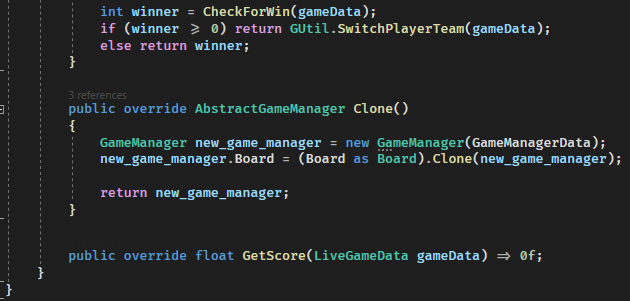 int winner = CheckForWin(gameData);
if (winner >= 0) return GUtil.SwitchPlayerTeam(gameData);
else return winner;
}
3 references
public override AbstractGameManager Clone()
{
GameManager new_game_manager = new GameManager(GameManagerData);
new_game_manager.Board = (Board as Board).Clone(new_game_manager);
return new_game_manager;
}
public override float GetScore(LiveGameData gameData) => 0f;
}
}